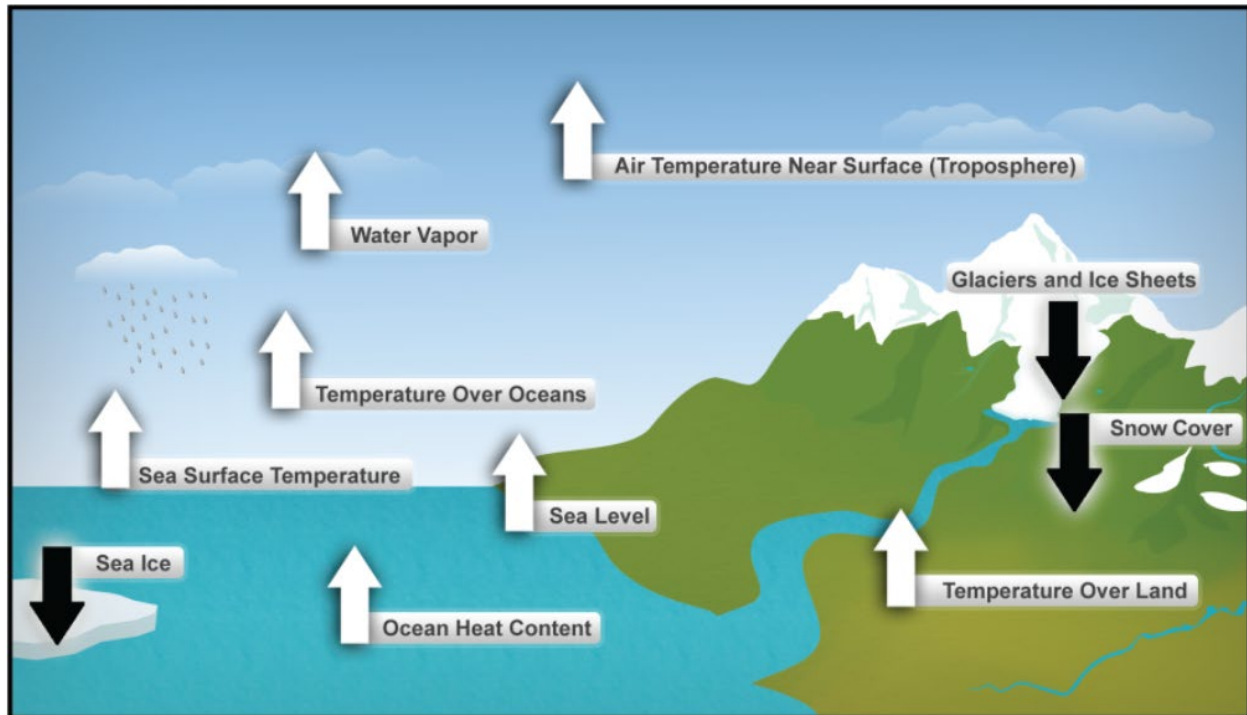 Air Temperature Near Surface (Troposphere)
Water Vapor
Glaciers and Ice Sheets
Temperature Over Oceans
Snow Cover
Sea Surface Temperature
Sea Level
Sea Ice
Temperature Over Land
Ocean Heat Content